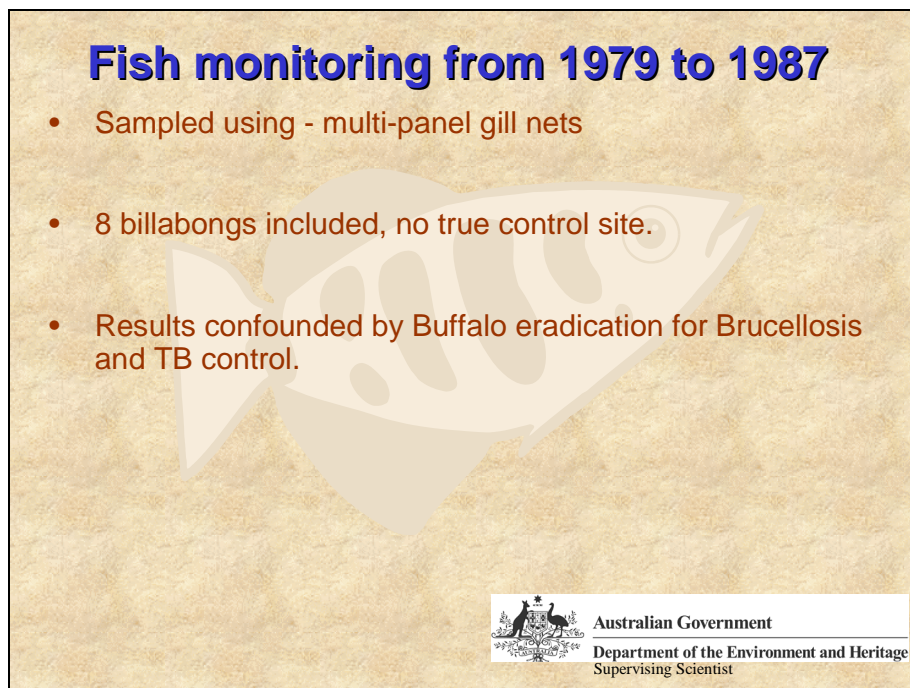 Fish monitoring from 1979 to 1987
• Sampled using - multi-panel gill nets
• 8 billabongs included, no true control site.
• Results confounded by Buffalo eradication for Brucellosis
and TB control.
Australian Government
Department of the Environment and Heritage
Supervising Scientist